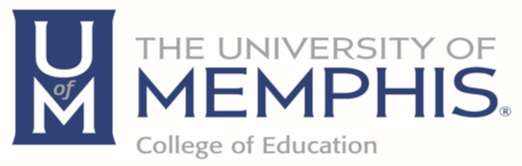 U
of
M
THE UNIVERSITY OF
MEMPHIS®
College of Education